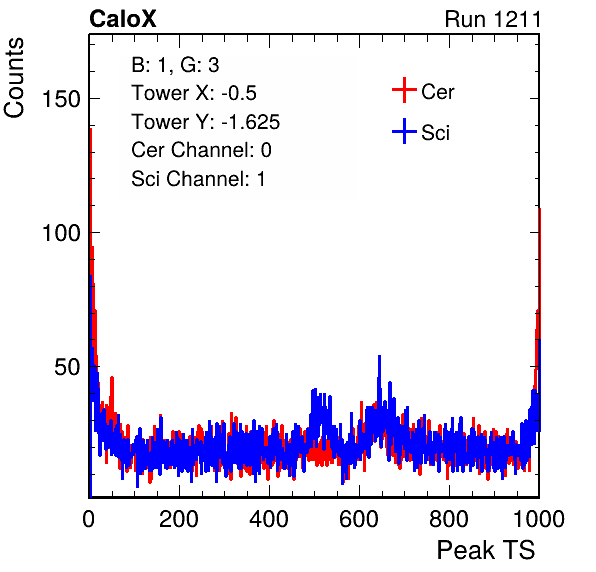 CaloX Run 1211
Counts
B: 1, G: 3
Tower X: -0.5
Tower Y: -1.625
Cer Channel: 0
Sci Channel: 1
Cer
Sci
150
100
50
0 200 400 600 800 1000
Peak TS